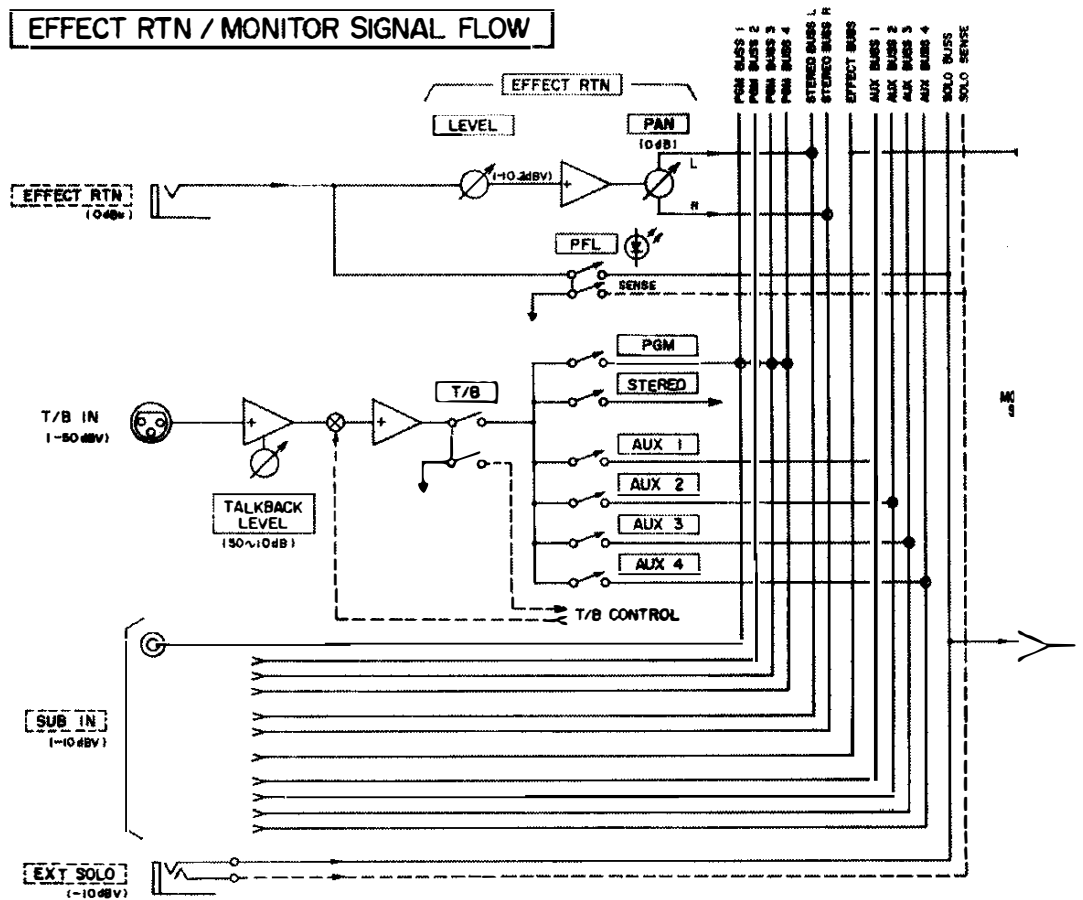 EFFECT RTN / MONITOR SIGNAL FLOW
PGM BUSS 1
PGM BUSS 2
PGM BUSS 3
PGM BUSS 4
STEREO BUSS L
STEREO BUSS R
EFFECT BUSS
AUX BUSS 1
AUX BUSS 2
AUX BUSS 3
AUX BUSS 4
SOLO BUSS
SOLO SENSE
EFFECT RTN
LEVEL
PAN
(0dB)
L
(-10.3dBV)
+
EFFECT RTN
R
PFL
SENSE
PGM
STEREO
T/B
T/B IN
(-50dBV)
+
+
AUX 1
AUX 2
TALKBACK
LEVEL
(50~10dB)
AUX 3
AUX 4
T/B CONTROL
SUB IN
(-10dBV)
EXT SOLO
(-10dBV)